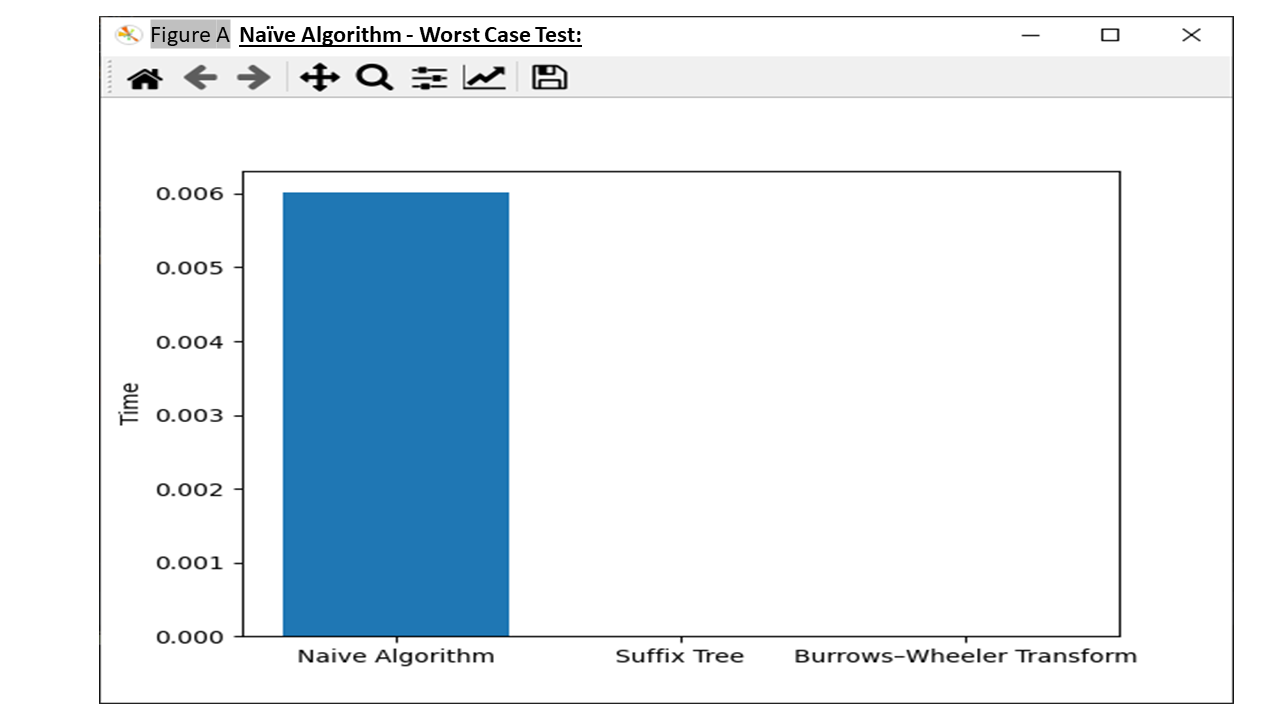 Figure A Naïve Algorithm - Worst Case Test:
0.006
0.005
0.004
0.003
0.002
0.001
0.000
Time
Naive Algorithm
Suffix Tree
Burrows–Wheeler Transform